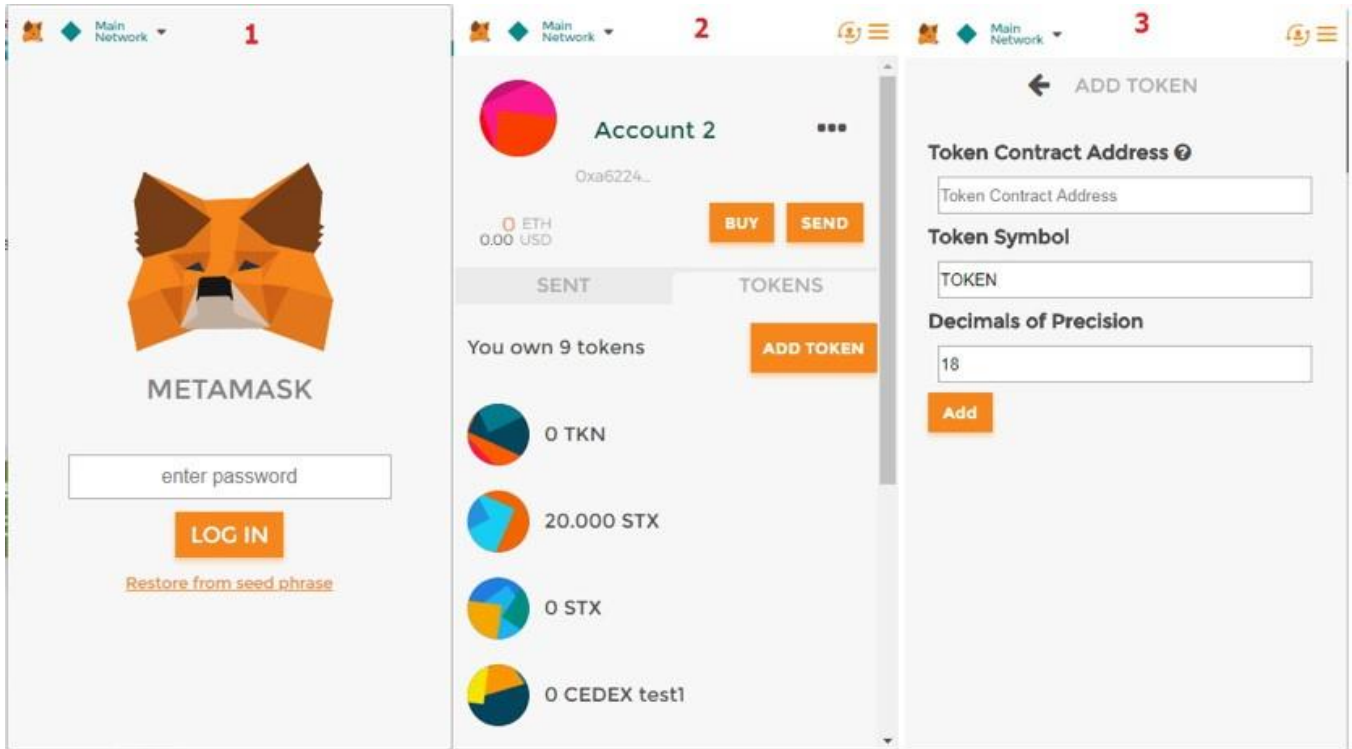 Main
Network
1
METAMASK
enter password
LOG IN
Restore from seed phrase
Main
Network
2
Account 2
0xa6224...
0 ETH
0.00 USD
BUY
SEND
SENT
TOKENS
You own 9 tokens
ADD TOKEN
0 TKN
20.000 STX
0 STX
0 CEDEX test1
Main
Network
3
ADD TOKEN
Token Contract Address ?
Token Contract Address
Token Symbol
TOKEN
Decimals of Precision
18
Add